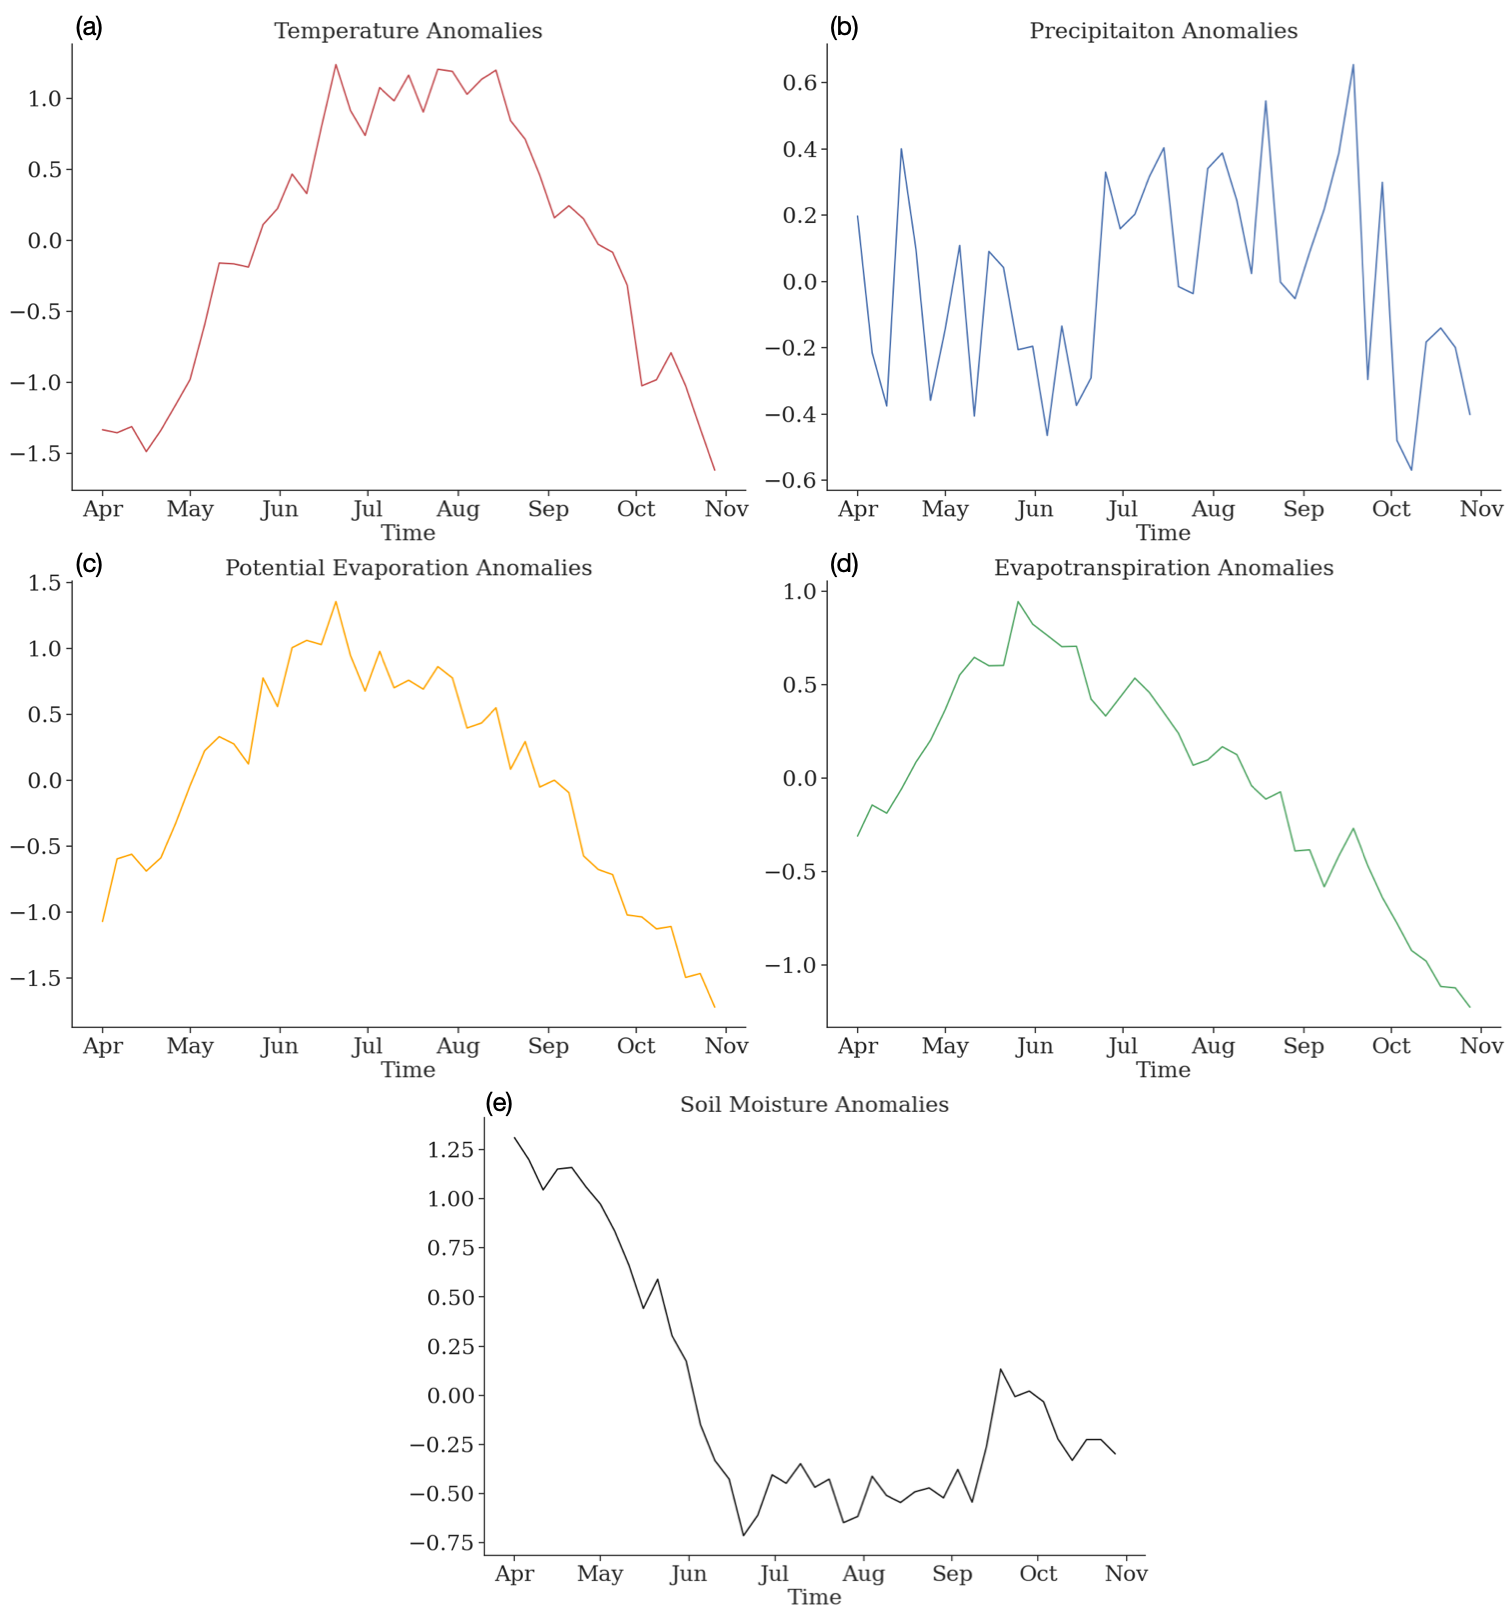 (a)
Temperature Anomalies
1.0
0.5
0.0
−0.5
−1.0
−1.5
Apr May Jun Jul Aug Sep Oct Nov
Time
(b)
Precipitaiton Anomalies
0.6
0.4
0.2
0.0
−0.2
−0.4
−0.6
Apr May Jun Jul Aug Sep Oct Nov
Time
(c)
Potential Evaporation Anomalies
1.5
1.0
0.5
0.0
−0.5
−1.0
−1.5
Apr May Jun Jul Aug Sep Oct Nov
Time
(d)
Evapotranspiration Anomalies
1.0
0.5
0.0
−0.5
−1.0
Apr May Jun Jul Aug Sep Oct Nov
Time
(e)
Soil Moisture Anomalies
1.25
1.00
0.75
0.50
0.25
0.00
−0.25
−0.50
−0.75
Apr May Jun Jul Aug Sep Oct Nov
Time